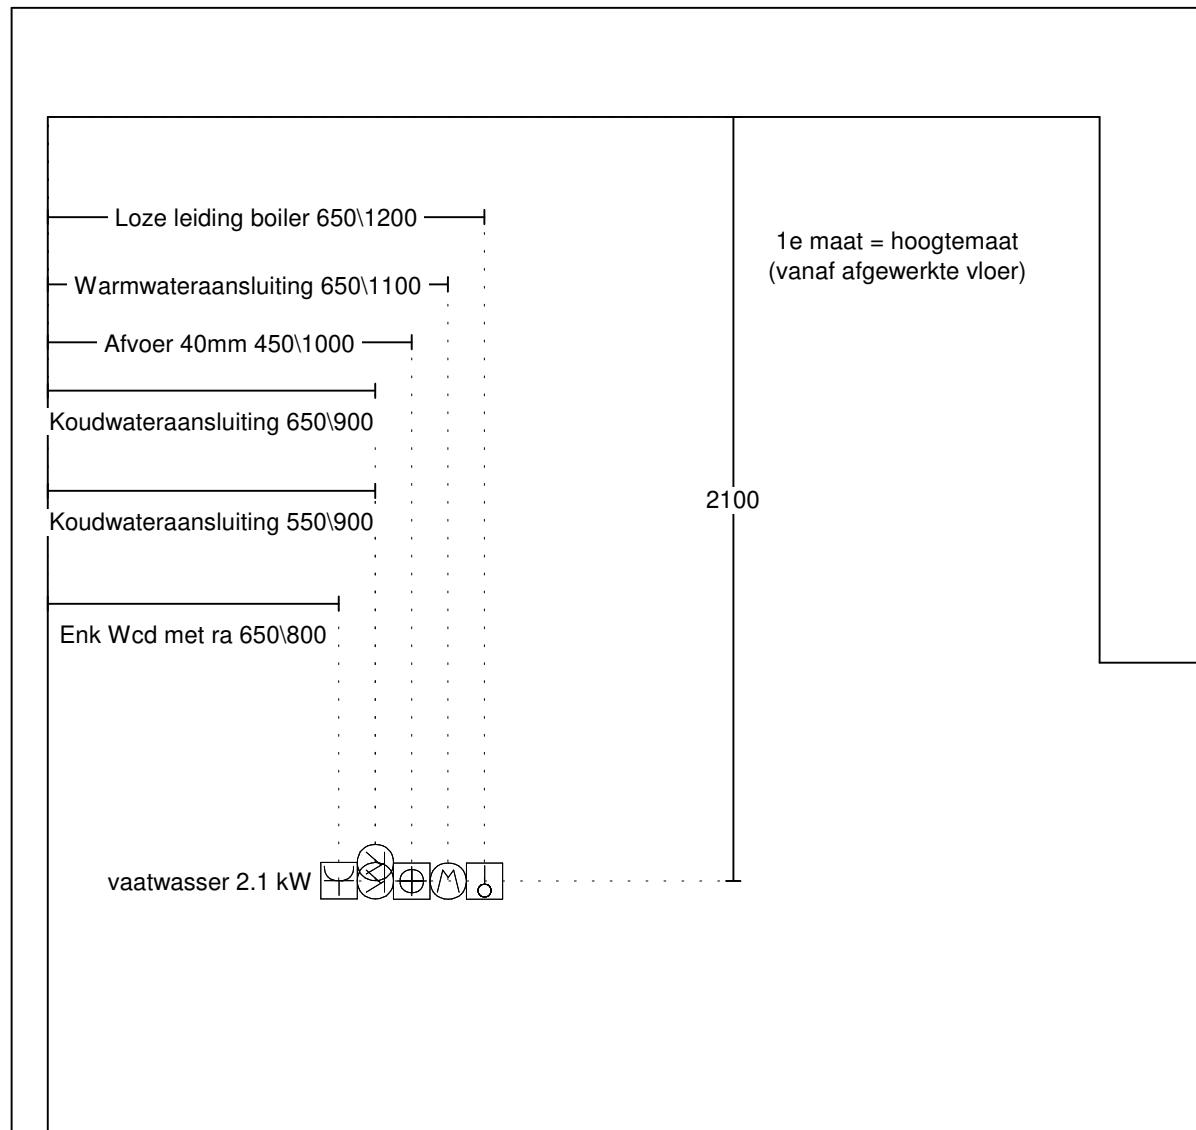 Loze leiding boiler 650\1200
1e maat = hoogtemaat
(vanaf afgewerkte vloer)
Warmwateraansluiting 650\1100
Afvoer 40mm 450\1000
Koudwateraansluiting 650\900
2100
Koudwateraansluiting 550\900
Enk Wcd met ra 650\800
vaatwasser 2.1 kW